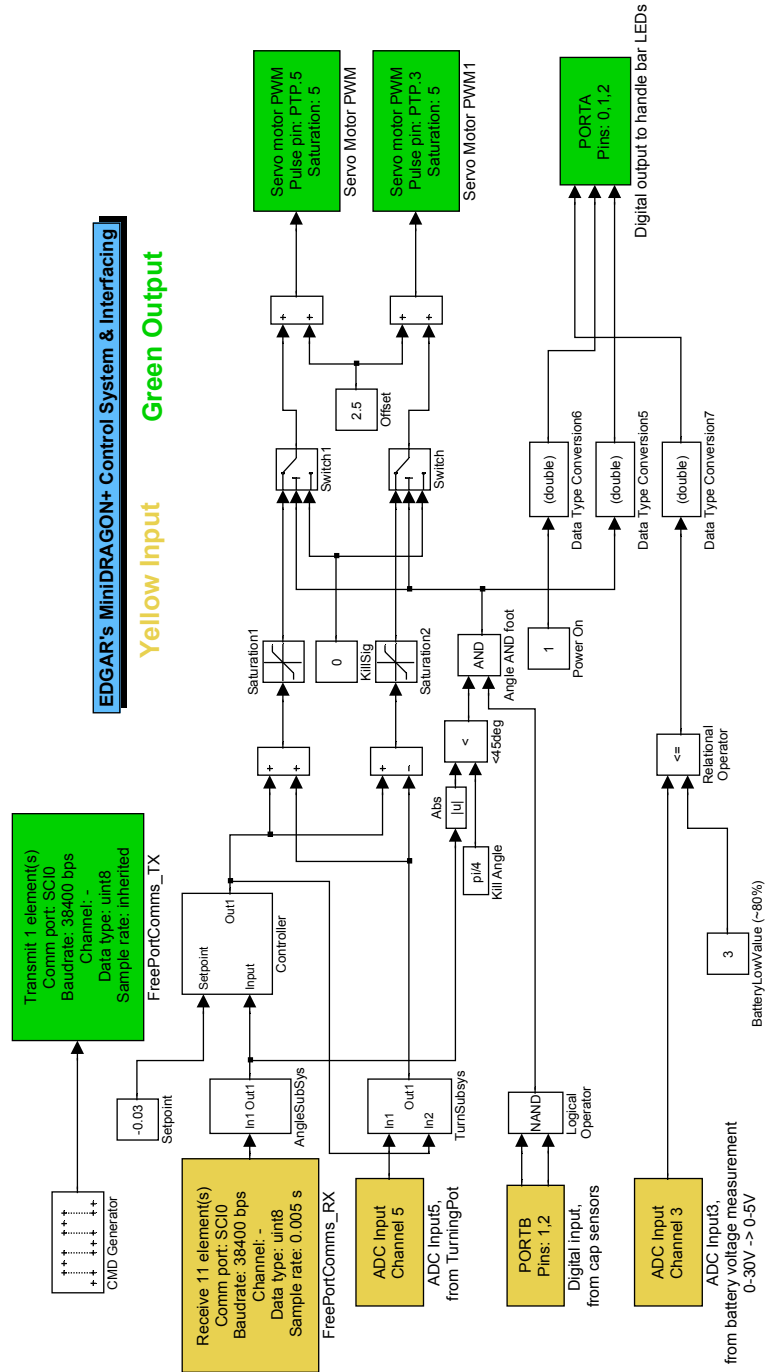 EDGAR's MiniDRAGON+ Control System & Interfacing
Yellow Input
Green Output
CMD Generator
Transmit 1 element(s)
Comm port: SCI0
Baudrate: 38400 bps
Channel: -
Data type: uint8
Sample rate: inherited
FreePortComms_TX
-0.03
Setpoint
Receive 11 element(s)
Comm port: SCI0
Baudrate: 38400 bps
Channel: -
Data type: uint8
Sample rate: 0.005 s
FreePortComms_RX
In1 Out1
AngleSubSys
Setpoint
Input
Out1
Controller
ADC Input
Channel 5
ADC Input5,
from TurningPot
In1
In2
Out1
TurnSubsys
+
+
+
−
Saturation1
0
KillSig
Saturation2
Switch1
Switch
2.5
Offset
+
+
+
+
Servo motor PWM
Pulse pin: PTP.5
Saturation: 5
Servo Motor PWM
Servo motor PWM
Pulse pin: PTP.3
Saturation: 5
Servo Motor PWM1
Abs
|u|
pi/4
Kill Angle
<
<45deg
AND
Angle AND foot
PORTB
Pins: 1,2
Digital input,
from cap sensors
NAND
Logical
Operator
1
Power On
(double)
Data Type Conversion6
(double)
Data Type Conversion5
(double)
Data Type Conversion7
PORTA
Pins: 0,1,2
Digital output to handle bar LEDs
ADC Input
Channel 3
ADC Input3,
from battery voltage measurement
0-30V -> 0-5V
3
BatteryLowValue (~80%)
<=
Relational
Operator